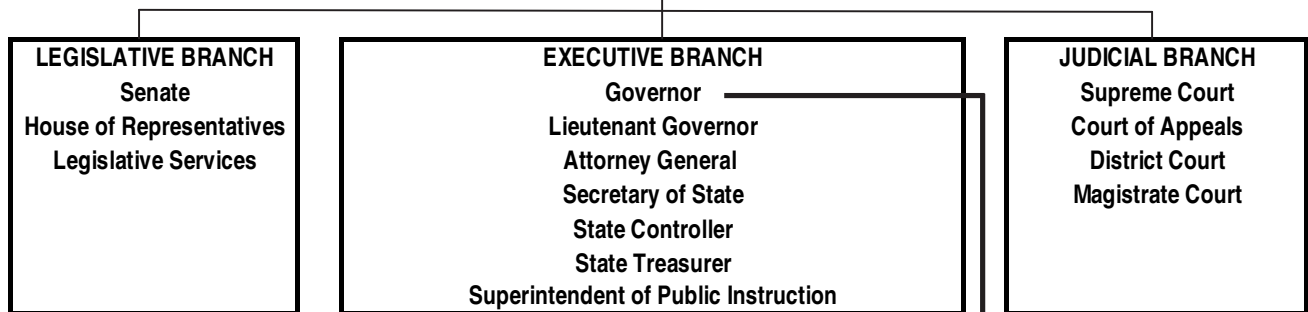 LEGISLATIVE BRANCH
Senate
House of Representatives
Legislative Services
EXECUTIVE BRANCH
Governor
Lieutenant Governor
Attorney General
Secretary of State
State Controller
State Treasurer
Superintendent of Public Instruction
JUDICIAL BRANCH
Supreme Court
Court of Appeals
District Court
Magistrate Court